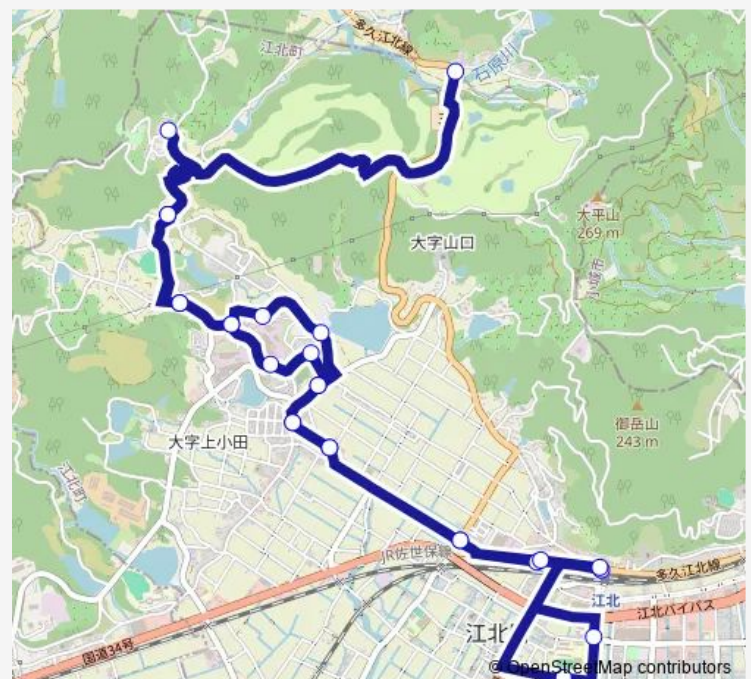 多久江北線
江北町
石原川
大平山
269 m
大字山口
小城市
御岳山
243 m
大字上小田
江北町
JR佐世保線
多久江北線
江北
江北バイパス
国道34号
江北
© OpenStreetMap contributors